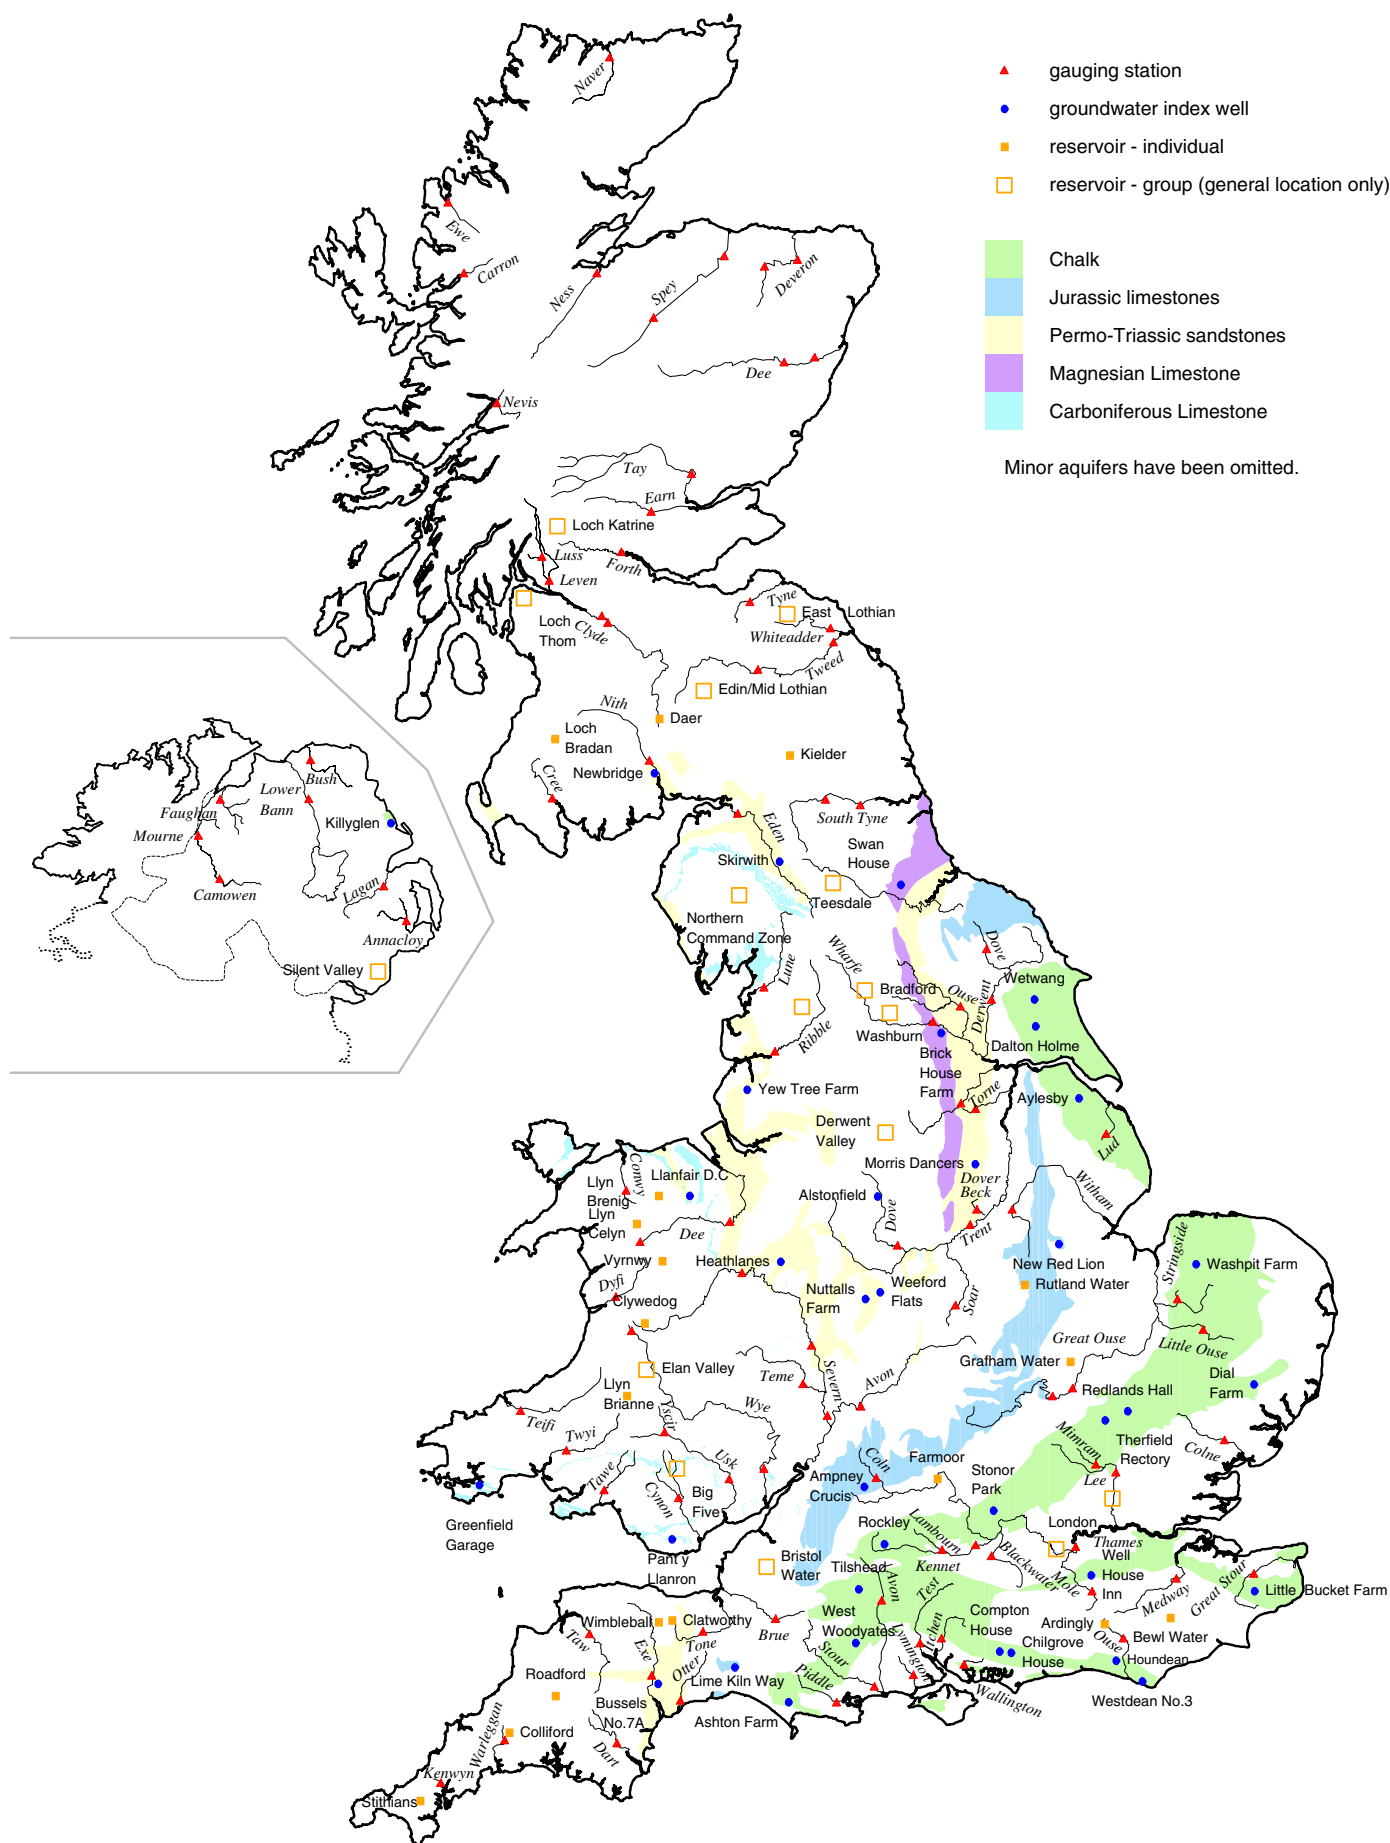 gauging station
groundwater index well
reservoir - individual
reservoir - group (general location only)
Chalk
Jurassic limestones
Permo-Triassic sandstones
Magnesian Limestone
Carboniferous Limestone
Minor aquifers have been omitted.
Naver
Ewe
Carron
Ness
Spey
Deveron
Dee
Nevis
Tay
Earn
Loch Katrine
Luss
Forth
Leven
Loch
Thom
Clyde
Tyne
East Lothian
Whiteadder
Tweed
Edin/Mid Lothian
Nith
Daer
Loch
Bradan
Kielder
Newbridge
Cree
Bush
Lower
Bann
Faughan
Killyglen
Mourne
Camowen
Lagan
Annacloy
Silent Valley
Eden
South Tyne
Swan
House
Skirwith
Teesdale
Northern
Command Zone
Lune
Wharfe
Dove
Wetwang
Bradford
Ouse
Derwent
Washburn
Ribble
Brick
House
Farm
Dalton Holme
Yew Tree Farm
Torne
Aylesby
Derwent
Valley
Lud
Morris Dancers
Conwy
Llanfair D.C
Llyn
Brenig
Alstonfield
Dover
Beck
Witham
Llyn
Celyn
Dee
Dove
Trent
Stringside
Vyrnwy
Heathlanes
New Red Lion
Washpit Farm
Dyfi
Nuttalls
Farm
Weeford
Flats
Soar
Rutland Water
Clywedog
Great Ouse
Little Ouse
Elan Valley
Teme
Severn
Avon
Grafham Water
Dial
Farm
Llyn
Brianne
Redlands Hall
Teifi
Yscir
Wye
Twyi
Mimram
Therfield
Rectory
Colne
Tawe
Usk
Coln
Farmoor
Ampney
Crucis
Stonor
Park
Lee
Cynon
Big
Five
Greenfield
Garage
Rockley
Lambourn
London
Pant y
Llanron
Bristol
Water
Tilshead
Kennet
Blackwater
Thames
Well
House
Inn
Avon
Test
Mole
Medway
Great Stour
Little Bucket Farm
Wimbleball
Clatworthy
West
Woodyates
Compton
House
Ardingly
Taw
Tone
Brue
Itchen
Chilgrove
House
Ouse
Bewl Water
Exe
Stour
Lymington
Houndean
Roadford
Otter
Lime Kiln Way
Piddle
Wallington
Westdean No.3
Bussels
No.7A
Ashton Farm
Warleggan
Colliford
Dart
Kenwyn
Stithians